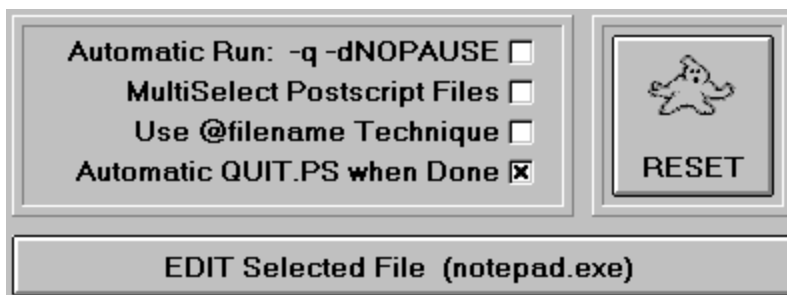 Automatic Run:  -q -dNOPAUSE
MultiSelect Postscript Files
Use @filename Technique
Automatic QUIT.PS when Done
RESET
EDIT Selected File  (notepad.exe)